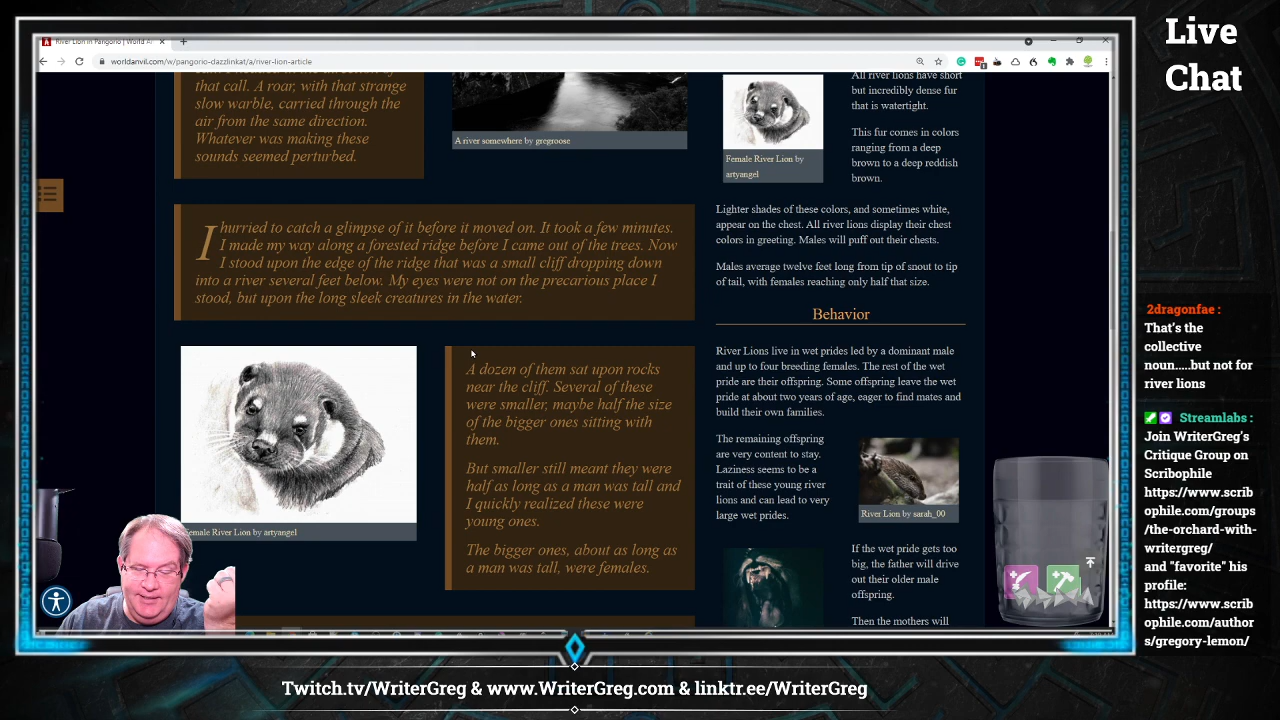 River Lion in Pangorio | World A
worldanvil.com/w/pangorio-dazzlinkat/a/river-lion-article
that call. A roar, with that strange
slow warble, carried through the
air from the same direction.
Whatever was making these
sounds seemed perturbed.
A river somewhere by gregroose
Female River Lion by
artyangel
All river lions have short
but incredibly dense fur
that is watertight.
This fur comes in colors
ranging from a deep
brown to a deep reddish
brown.
I hurried to catch a glimpse of it before it moved on. It took a few minutes.
I made my way along a forested ridge before I came out of the trees. Now
I stood upon the edge of the ridge that was a small cliff dropping down
into a river several feet below. My eyes were not on the precarious place I
stood, but upon the long sleek creatures in the water.
Lighter shades of these colors, and sometimes white,
appear on the chest. All river lions display their chest
colors in greeting. Males will puff out their chests.
Males average twelve feet long from tip of snout to tip
of tail, with females reaching only half that size.
Behavior
Female River Lion by artyangel
A dozen of them sat upon rocks
near the cliff. Several of these
were smaller, maybe half the size
of the bigger ones sitting with
them.
But smaller still meant they were
half as long as a man was tall and
I quickly realized these were
young ones.
The bigger ones, about as long as
a man was tall, were females.
River Lions live in wet prides led by a dominant male
and up to four breeding females. The rest of the wet
pride are their offspring. Some offspring leave the wet
pride at about two years of age, eager to find mates and
build their own families.
The remaining offspring
are very content to stay.
Laziness seems to be a
trait of these young river
lions and can lead to very
large wet prides.
River Lion by sarah_00
If the wet pride gets too
big, the father will drive
out their older male
offspring.
Then the mothers will
Live
Chat
2dragonfae :
That's the
collective
noun.....but not for
river lions
Streamlabs :
Join WriterGreg's
Critique Group on
Scribophile
https://www.scrib
ophile.com/groups
/the-orchard-with-
writergreg/
and "favorite" his
profile:
https://www.scrib
ophile.com/author
s/gregory-lemon/
Twitch.tv/WriterGreg & www.WriterGreg.com & linktr.ee/WriterGreg